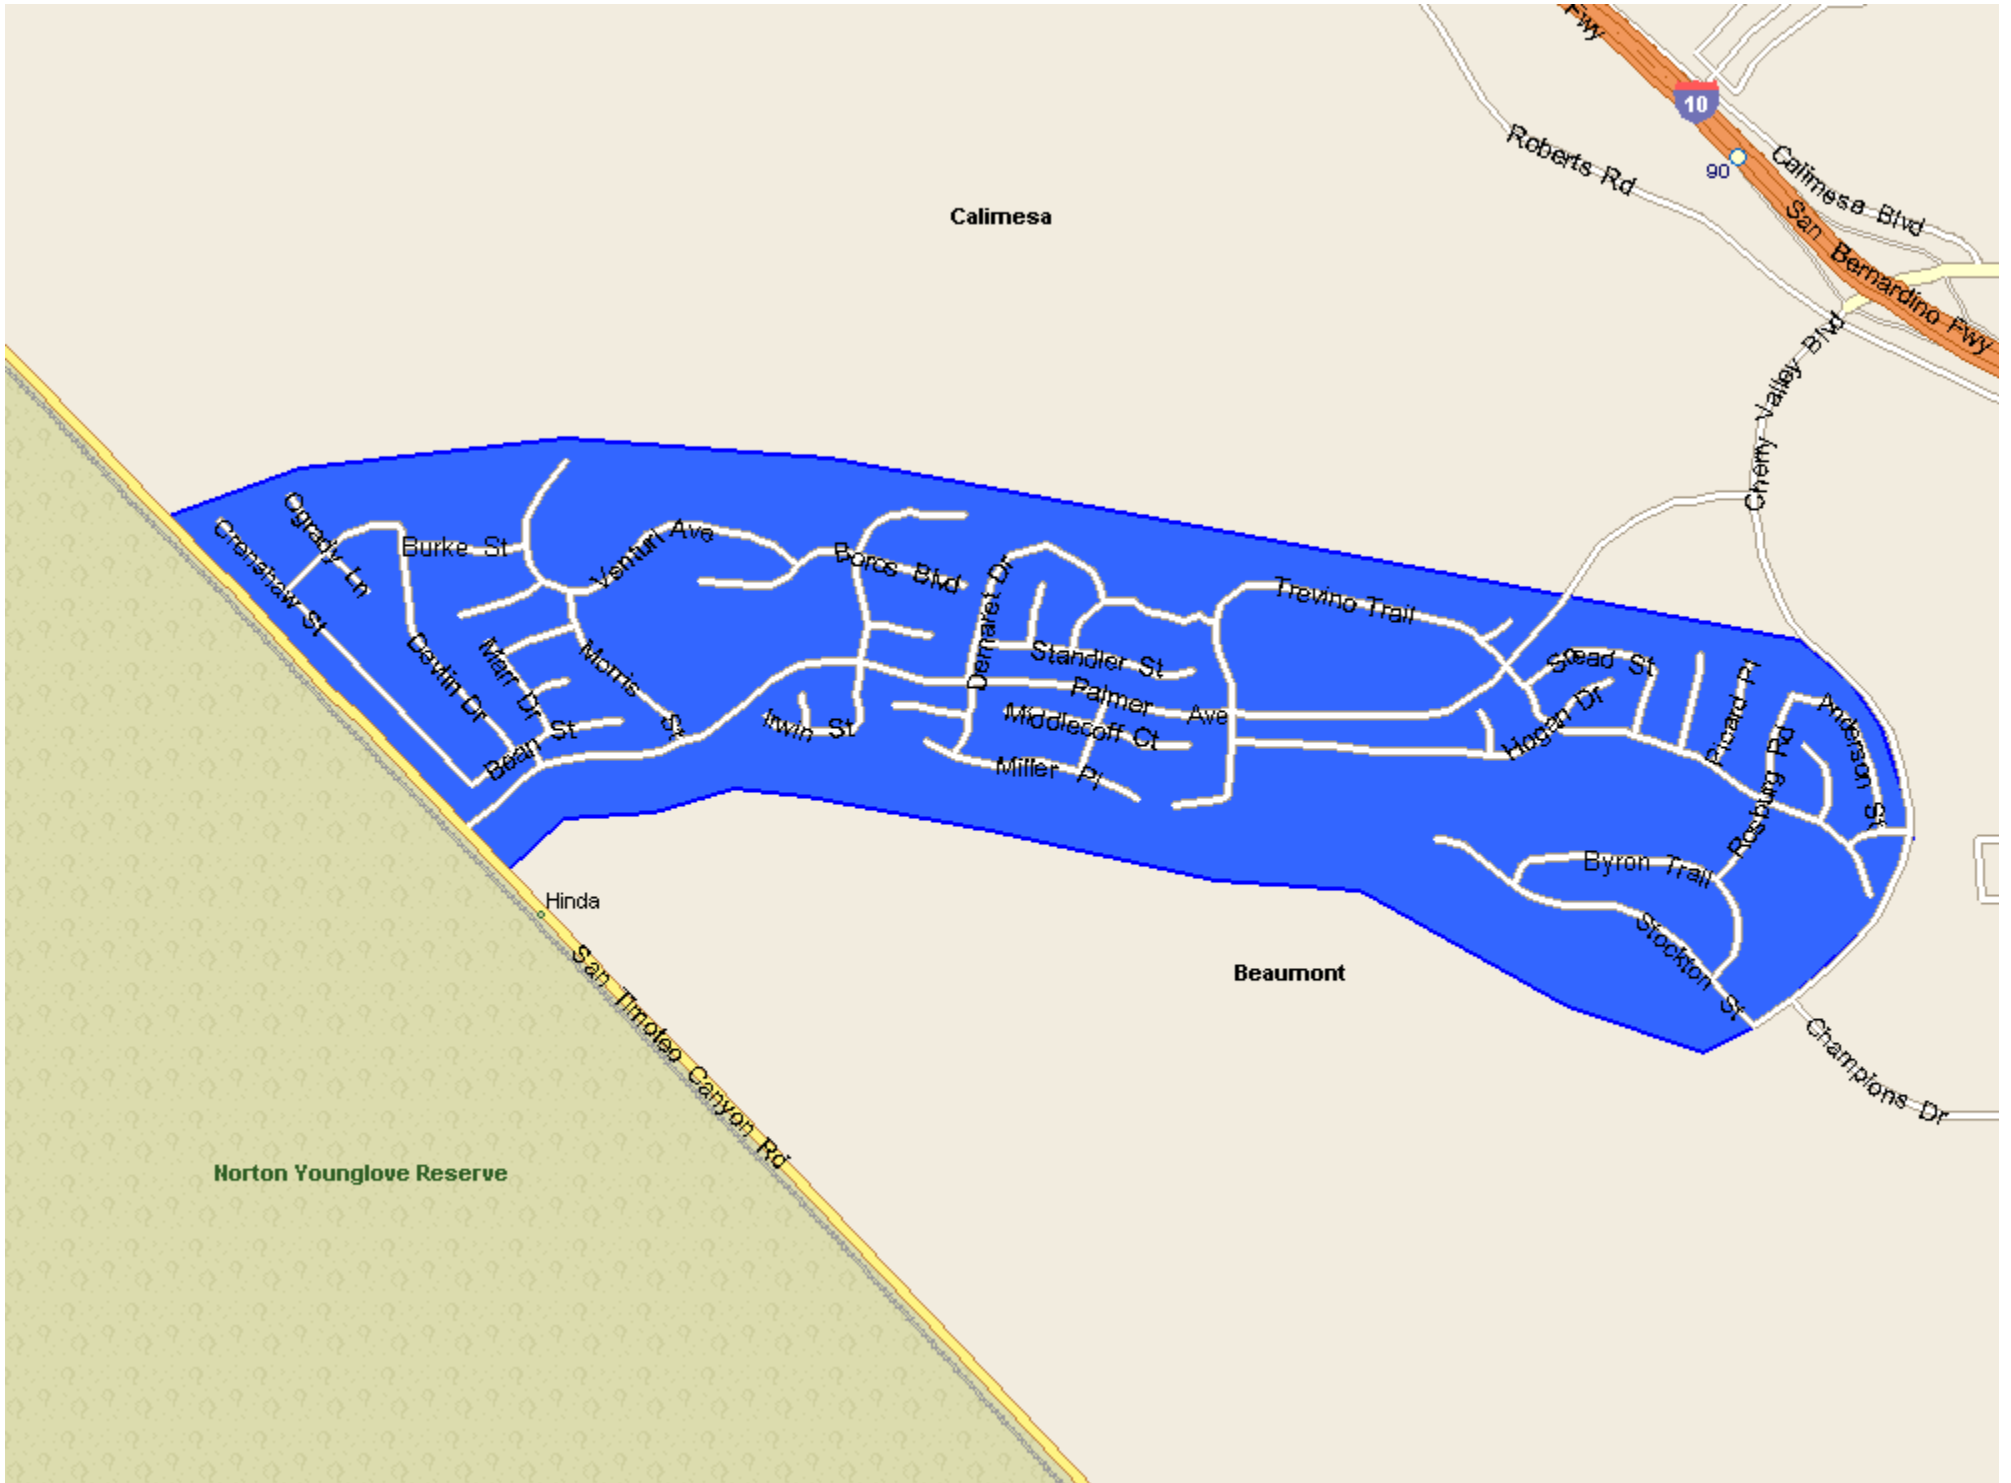 Fwy
10
90
Roberts Rd
Calimesa Blvd
San Bernardino Fwy
Calimesa
Cherry Valley Blvd
Ogrady Ln
Crenshaw St
Burke St
Venturi Ave
Boros Blvd
Demaret Dr
Trevino Trail
Devlin Dr
Marr Dr
Morris St
Standler St
Palmer Ave
Snead St
Picard Pl
Anderson St
Bean St
Irwin St
Middlecoff Ct
Hogan Dr
Miller Pl
Rosburg Rd
Byron Trail
Stockton St
Hinda
San Timoteo Canyon Rd
Beaumont
Champions Dr
Norton Younglove Reserve